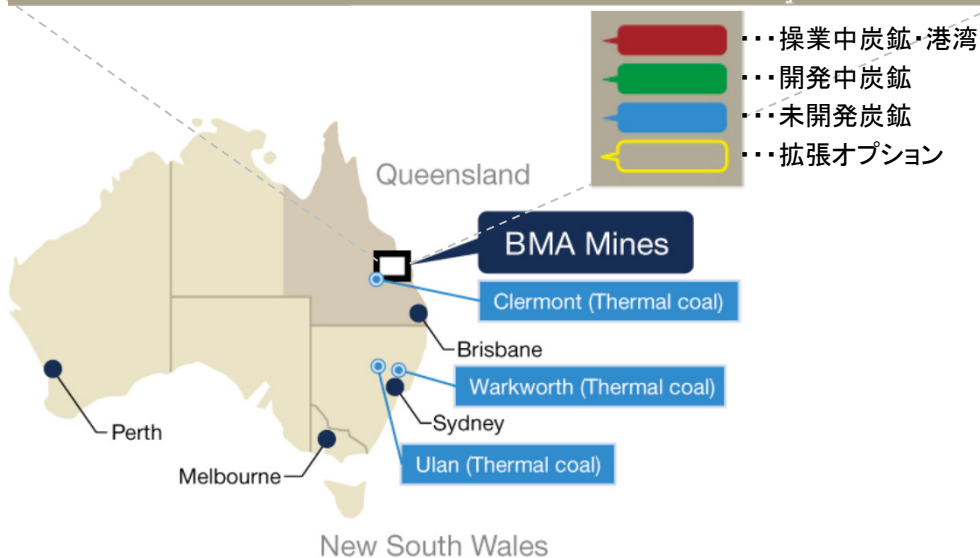 ・・・操業中炭鉱・港湾
・・・開発中炭鉱
・・・未開発炭鉱
・・・拡張オプション
Queensland
BMA Mines
Clermont (Thermal coal)
Brisbane
Warkworth (Thermal coal)
Sydney
Perth
Ulan (Thermal coal)
Melbourne
New South Wales